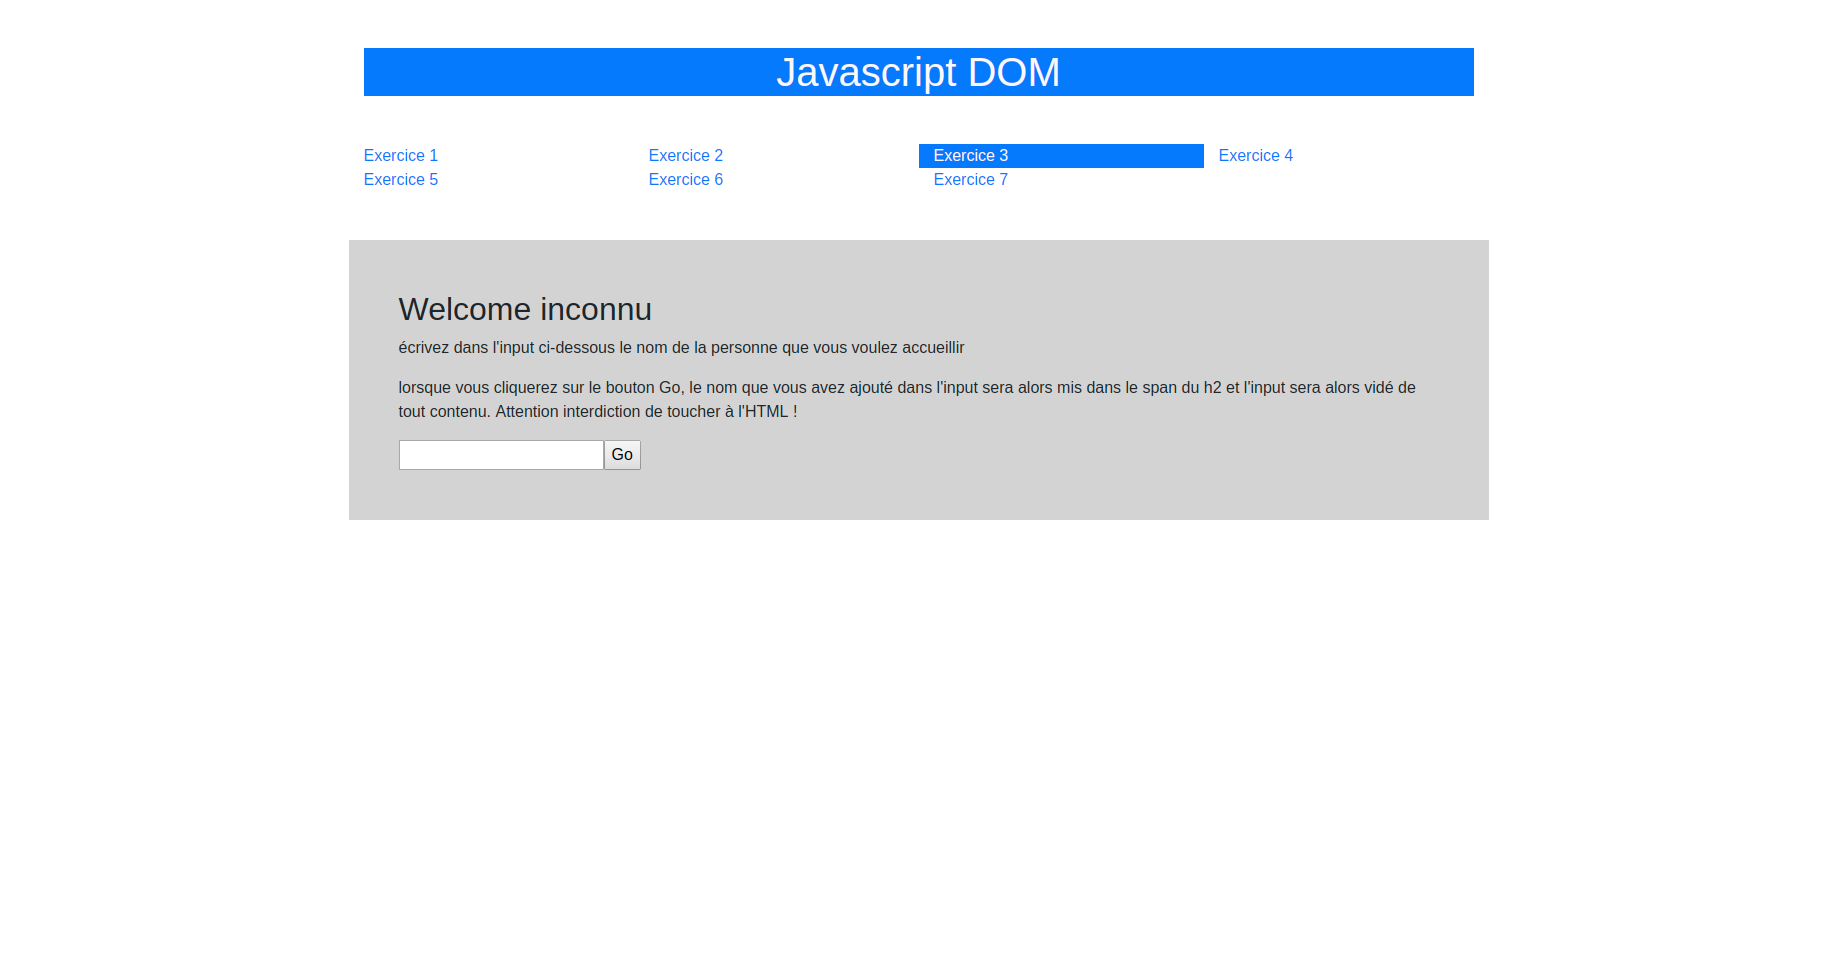 Javascript DOM
Exercice 1
Exercice 2
Exercice 3
Exercice 4
Exercice 5
Exercice 6
Exercice 7
Welcome inconnu
écrivez dans l'input ci-dessous le nom de la personne que vous voulez accueillir
lorsque vous cliquerez sur le bouton Go, le nom que vous avez ajouté dans l'input sera alors mis dans le span du h2 et l'input sera alors vidé de
tout contenu. Attention interdiction de toucher à l'HTML !
Go